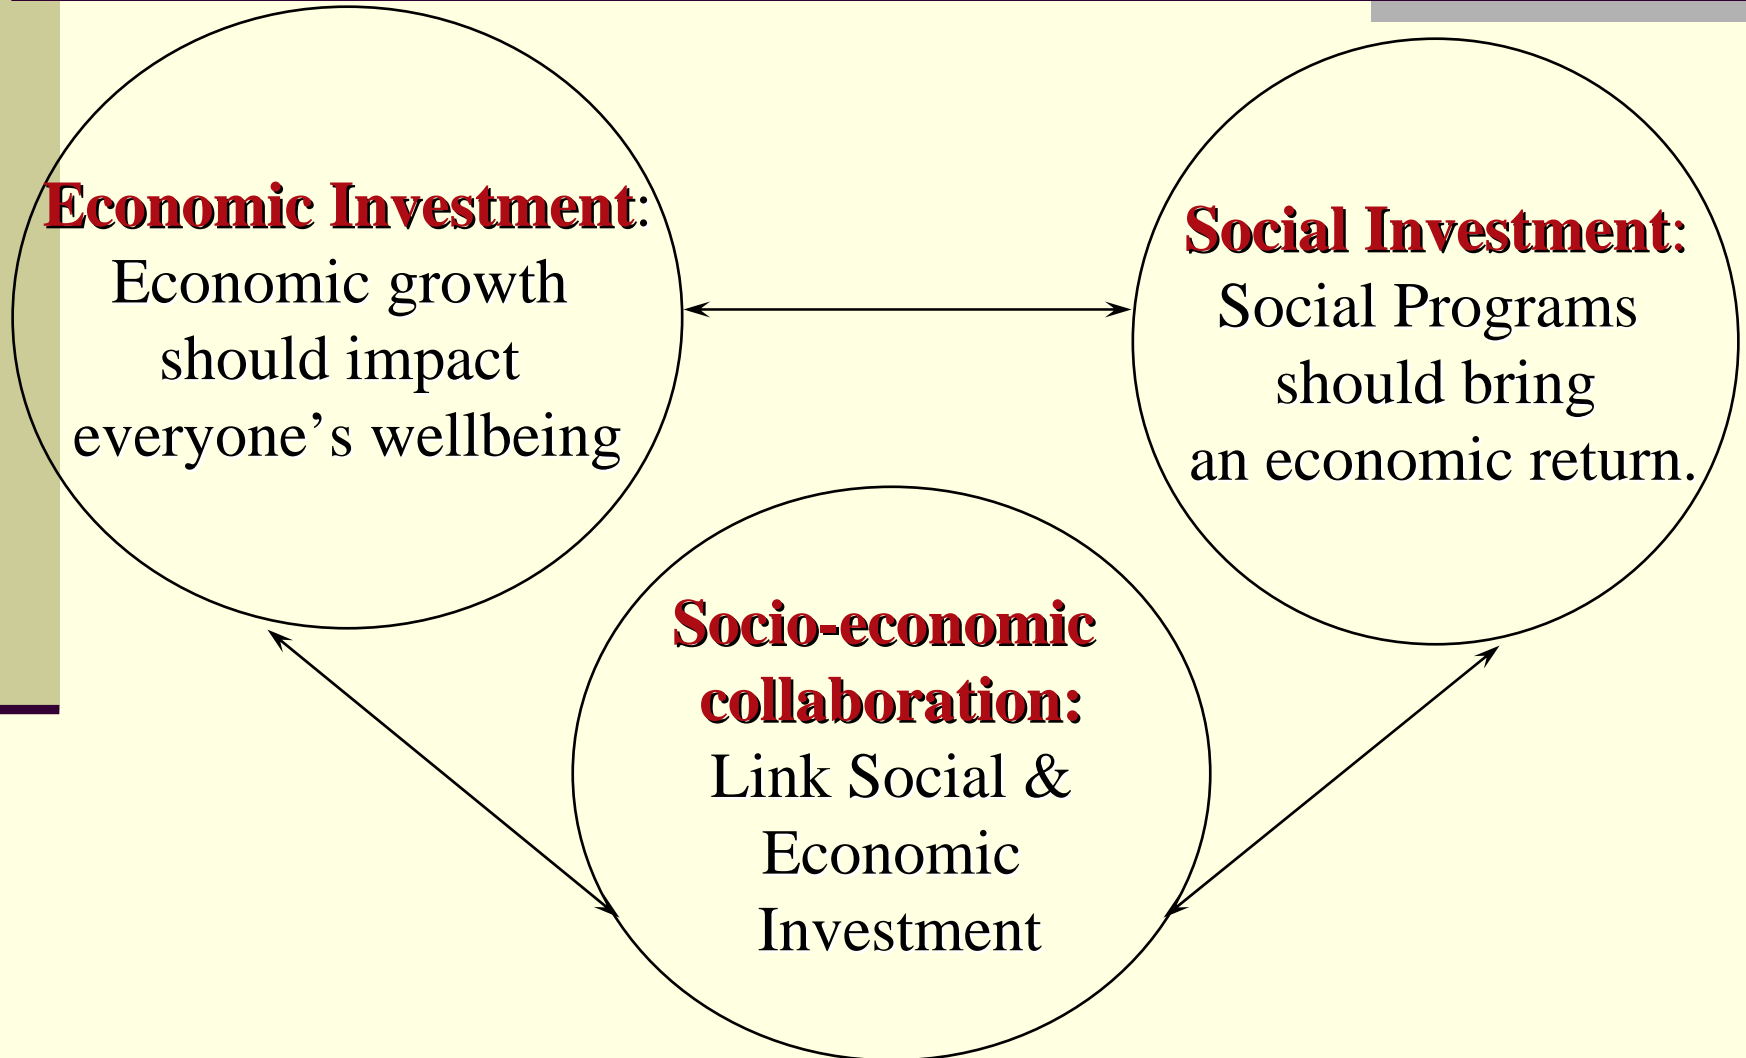 Economic Investment:
Economic growth
should impact
everyone’s wellbeing
Social Investment:
Social Programs
should bring
an economic return.
Socio-economic
collaboration:
Link Social &
Economic
Investment